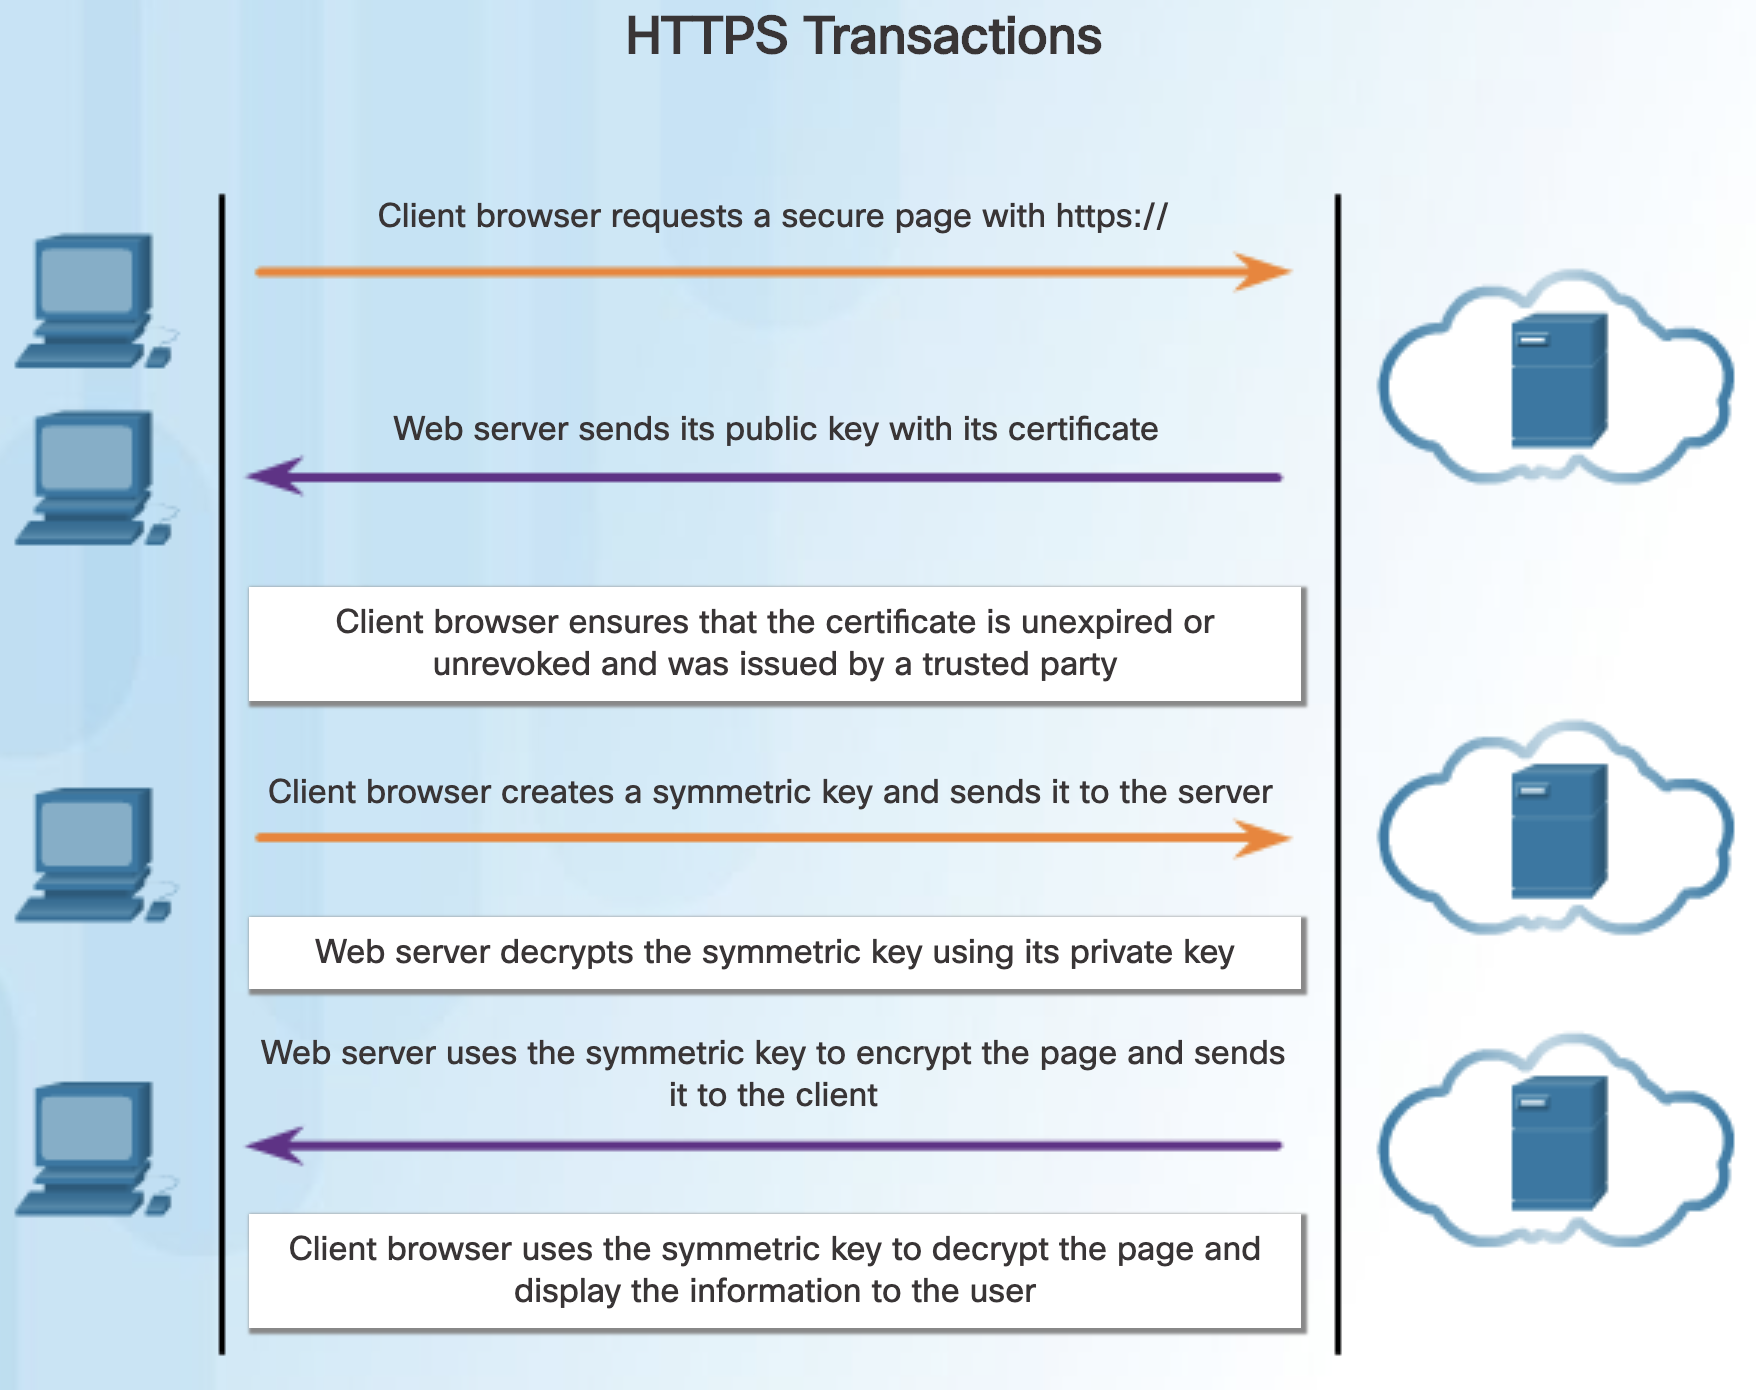 HTTPS Transactions
Client browser requests a secure page with https://
Web server sends its public key with its certificate
Client browser ensures that the certificate is unexpired or
unrevoked and was issued by a trusted party
Client browser creates a symmetric key and sends it to the server
Web server decrypts the symmetric key using its private key
Web server uses the symmetric key to encrypt the page and sends
it to the client
Client browser uses the symmetric key to decrypt the page and
display the information to the user